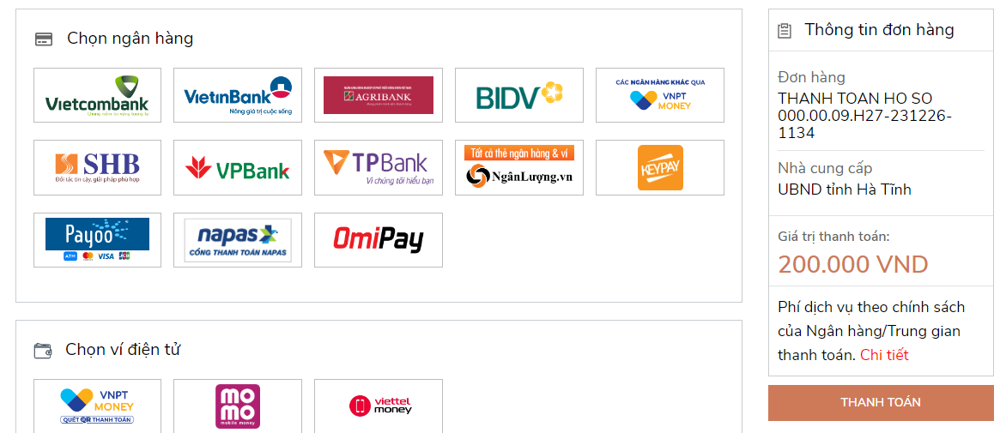 Chọn ngân hàng
Vietcombank
Chung niềm tin vững tương lai
VietinBank
Nâng giá trị cuộc sống
AGRIBANK
BIDV
CÁC NGÂN HÀNG KHÁC QUA
VNPT
MONEY
SHB
Đối tác tin cậy, giải pháp phù hợp
VPBank
TPBank
Vì chúng tôi hiểu bạn
Tất cả thẻ ngân hàng & ví
NgânLượng.vn
KEYPAY
Payoo
ATM VISA JCB
napas
CỔNG THANH TOÁN NAPAS
OmiPay
Chọn ví điện tử
VNPT
MONEY
QUÉT QR THANH TOÁN
mo
mo
mobile money
viettel
money
Thông tin đơn hàng
Đơn hàng
THANH TOAN HO SO
000.00.09.H27-231226-
1134
Nhà cung cấp
UBND tỉnh Hà Tĩnh
Giá trị thanh toán:
200.000 VND
Phí dịch vụ theo chính sách
của Ngân hàng/Trung gian
thanh toán. Chi tiết
THANH TOÁN